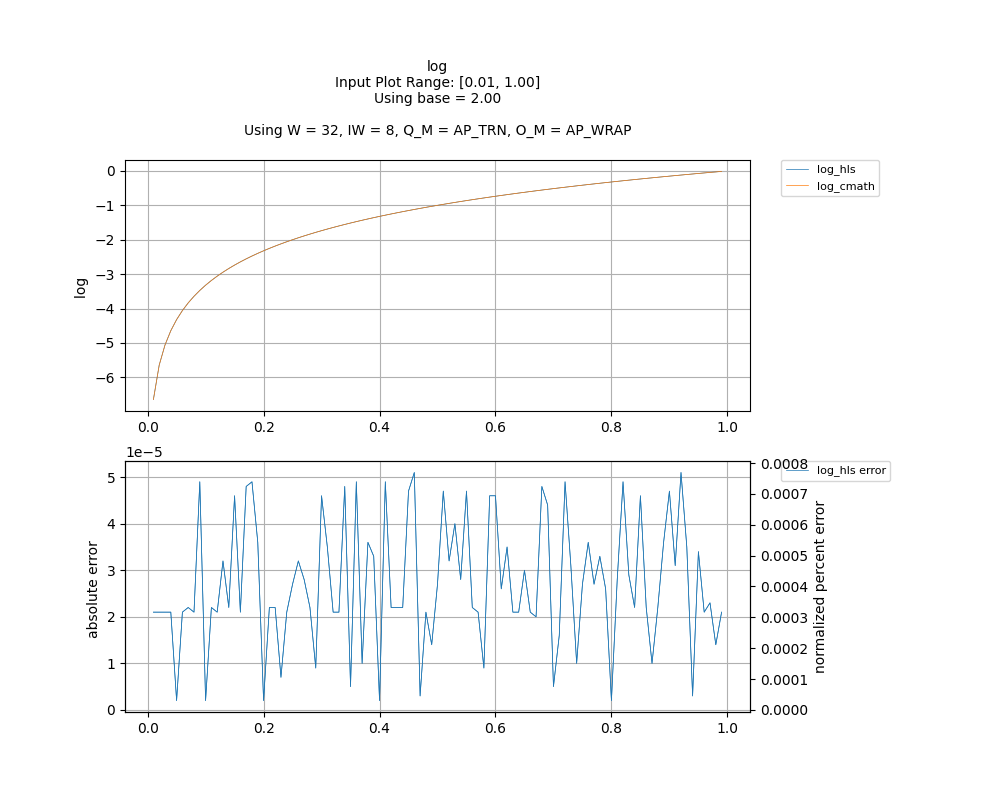 log
Input Plot Range: [0.01, 1.00]
Using base = 2.00
Using W = 32, IW = 8, Q_M = AP_TRN, O_M = AP_WRAP
log_hls
log_cmath
0
−1
−2
−3
−4
−5
−6
log
0.0 0.2 0.4 0.6 0.8 1.0
1e−5
5
4
3
2
1
0
absolute error
log_hls error
0.0008
0.0007
0.0006
0.0005
0.0004
0.0003
0.0002
0.0001
0.0000
normalized percent error
0.0 0.2 0.4 0.6 0.8 1.0